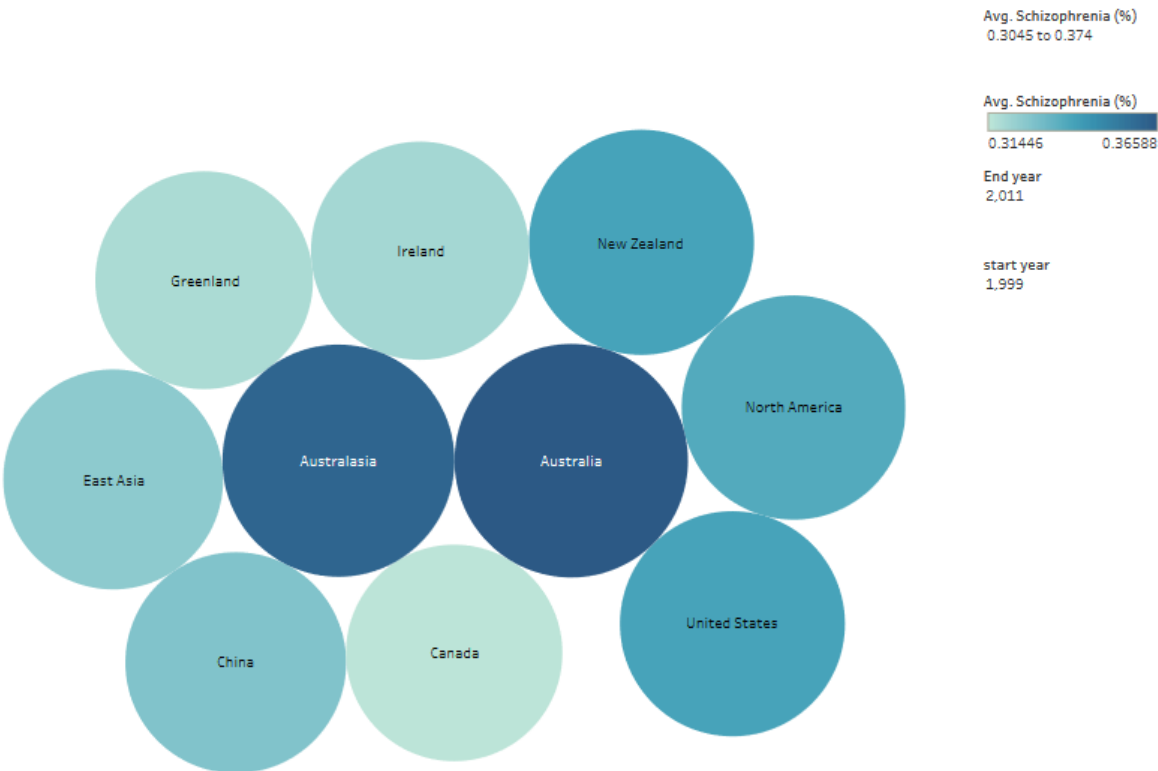 Avg. Schizophrenia (%)
0.3045 to 0.374
Avg. Schizophrenia (%)
0.31446 0.36588
End year
2,011
start year
1,999
New Zealand
Ireland
Greenland
North America
Australasia
Australia
East Asia
United States
Canada
China